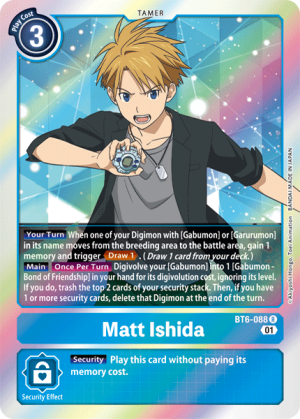 TAMER
Play Cost
3
Your Turn When one of your Digimon with [Gabumon] or [Garurumon]
in its name moves from the breeding area to the battle area, gain 1
memory and trigger Draw 1. (Draw 1 card from your deck.)
Main Once Per Turn Digivolve your [Gabumon] into 1 [Gabumon -
Bond of Friendship] in your hand for its digivolution cost, ignoring its level.
If you do, trash the top 2 cards of your security stack. Then, if you have
1 or more security cards, delete that Digimon at the end of the turn.
©Akiyoshi Hongo, Toei Animation · BANDAI MADE IN JAPAN
BT6-088 R
Matt Ishida
01
Security Play this card without paying its
memory cost.
Security Effect